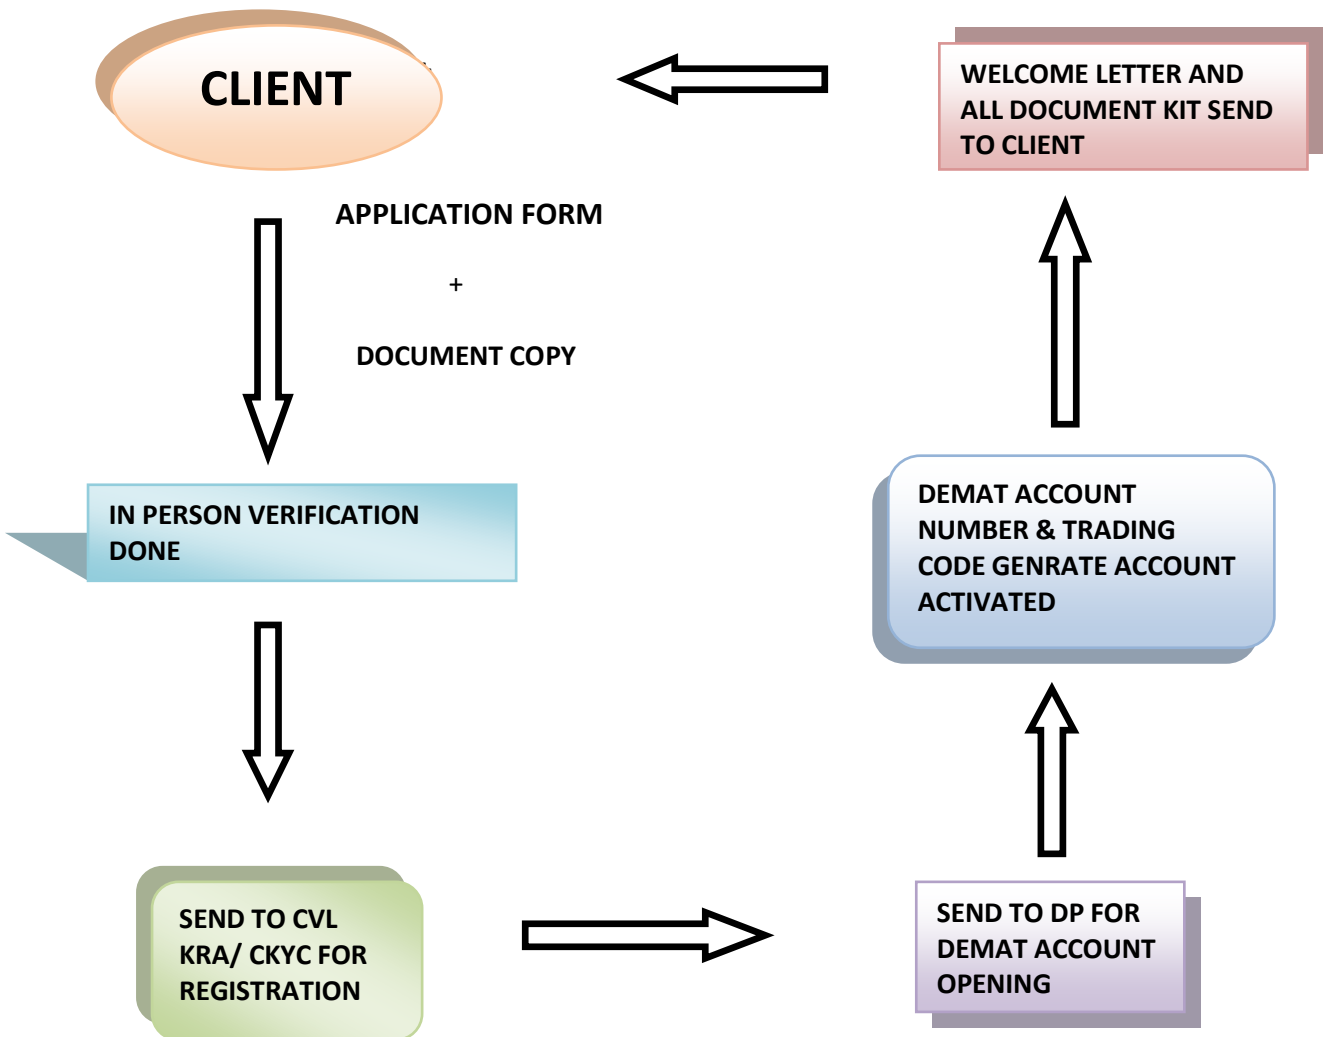 CLIENT
APPLICATION FORM
+
DOCUMENT COPY
IN PERSON VERIFICATION
DONE
SEND TO CVL
KRA/ CKYC FOR
REGISTRATION
SEND TO DP FOR
DEMAT ACCOUNT
OPENING
DEMAT ACCOUNT
NUMBER & TRADING
CODE GENRATE ACCOUNT
ACTIVATED
WELCOME LETTER AND
ALL DOCUMENT KIT SEND
TO CLIENT